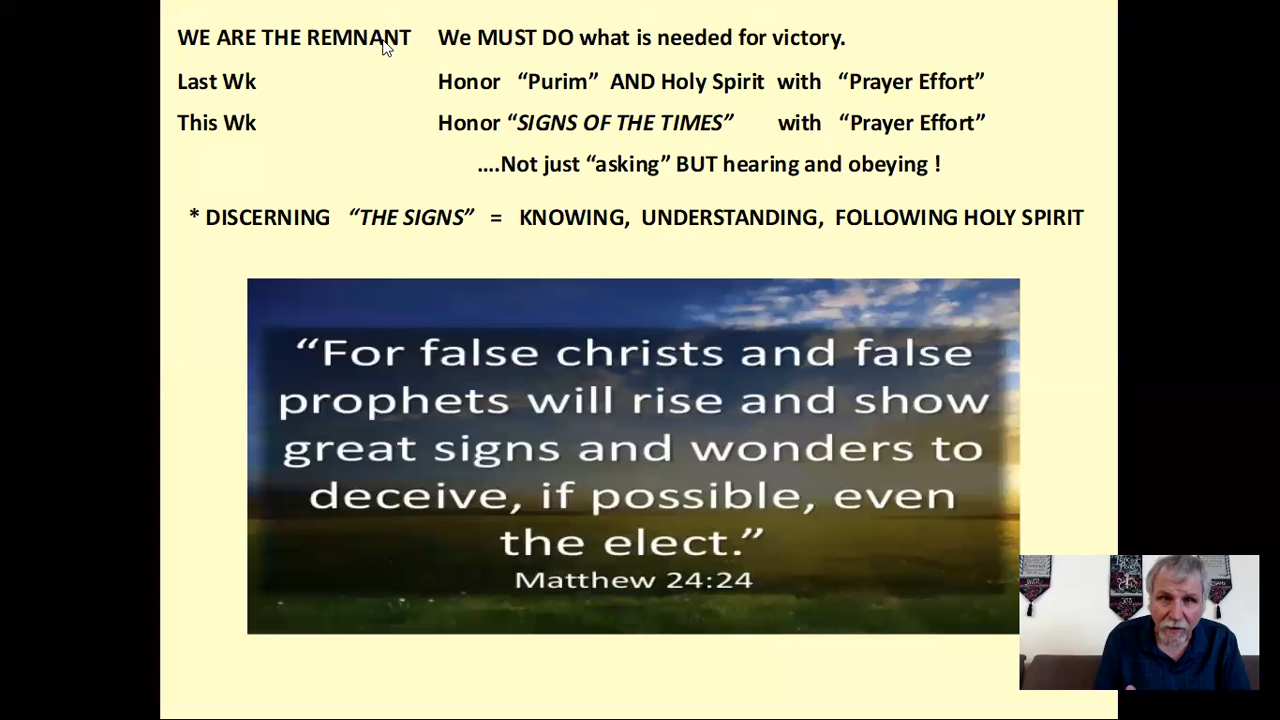 WE ARE THE REMNANT We MUST DO what is needed for victory.
Last Wk Honor “Purim” AND Holy Spirit with “Prayer Effort”
This Wk Honor “SIGNS OF THE TIMES” with “Prayer Effort”
....Not just “asking” BUT hearing and obeying !
* DISCERNING “THE SIGNS” = KNOWING, UNDERSTANDING, FOLLOWING HOLY SPIRIT
“For false christs and false
prophets will rise and show
great signs and wonders to
deceive, if possible, even
the elect.”
Matthew 24:24